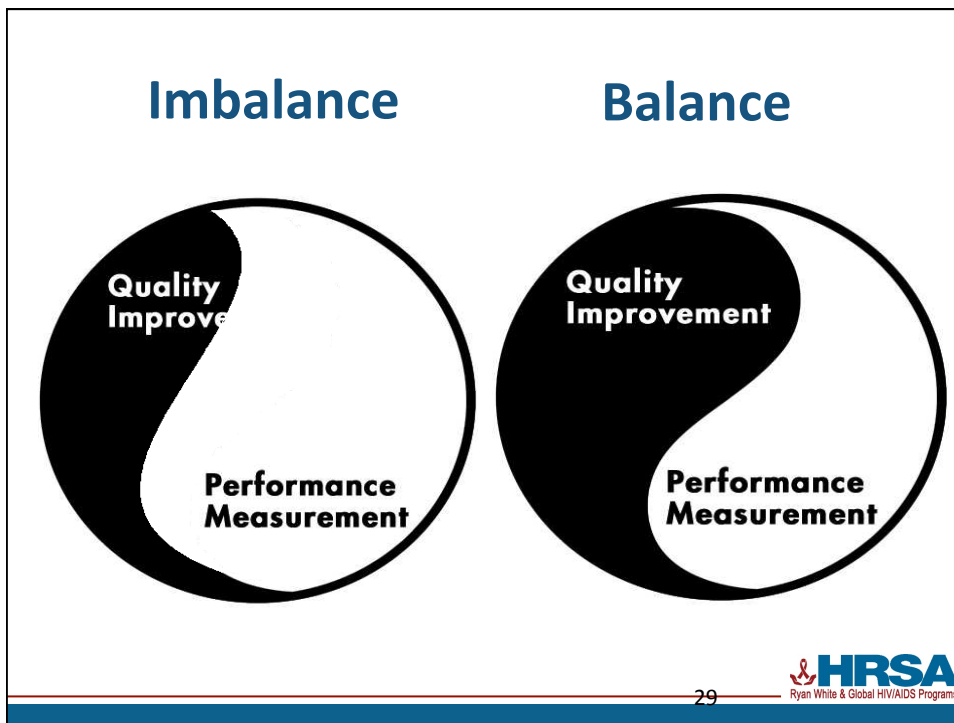 Imbalance
Balance
Quality
Improve
Performance
Measurement
Quality
Improvement
Performance
Measurement
29
HRSA
Ryan White & Global HIV/AIDS Programs